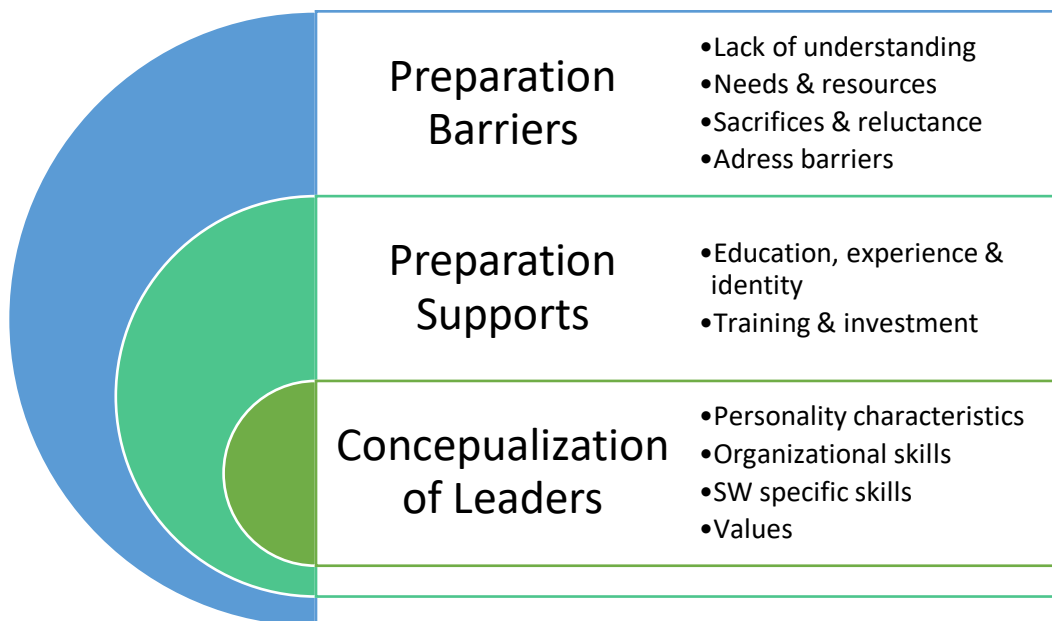 Preparation
Barriers
•Lack of understanding
•Needs & resources
•Sacrifices & reluctance
•Adress barriers
Preparation
Supports
•Education, experience &
identity
•Training & investment
Concepualization
of Leaders
•Personality characteristics
•Organizational skills
•SW specific skills
•Values